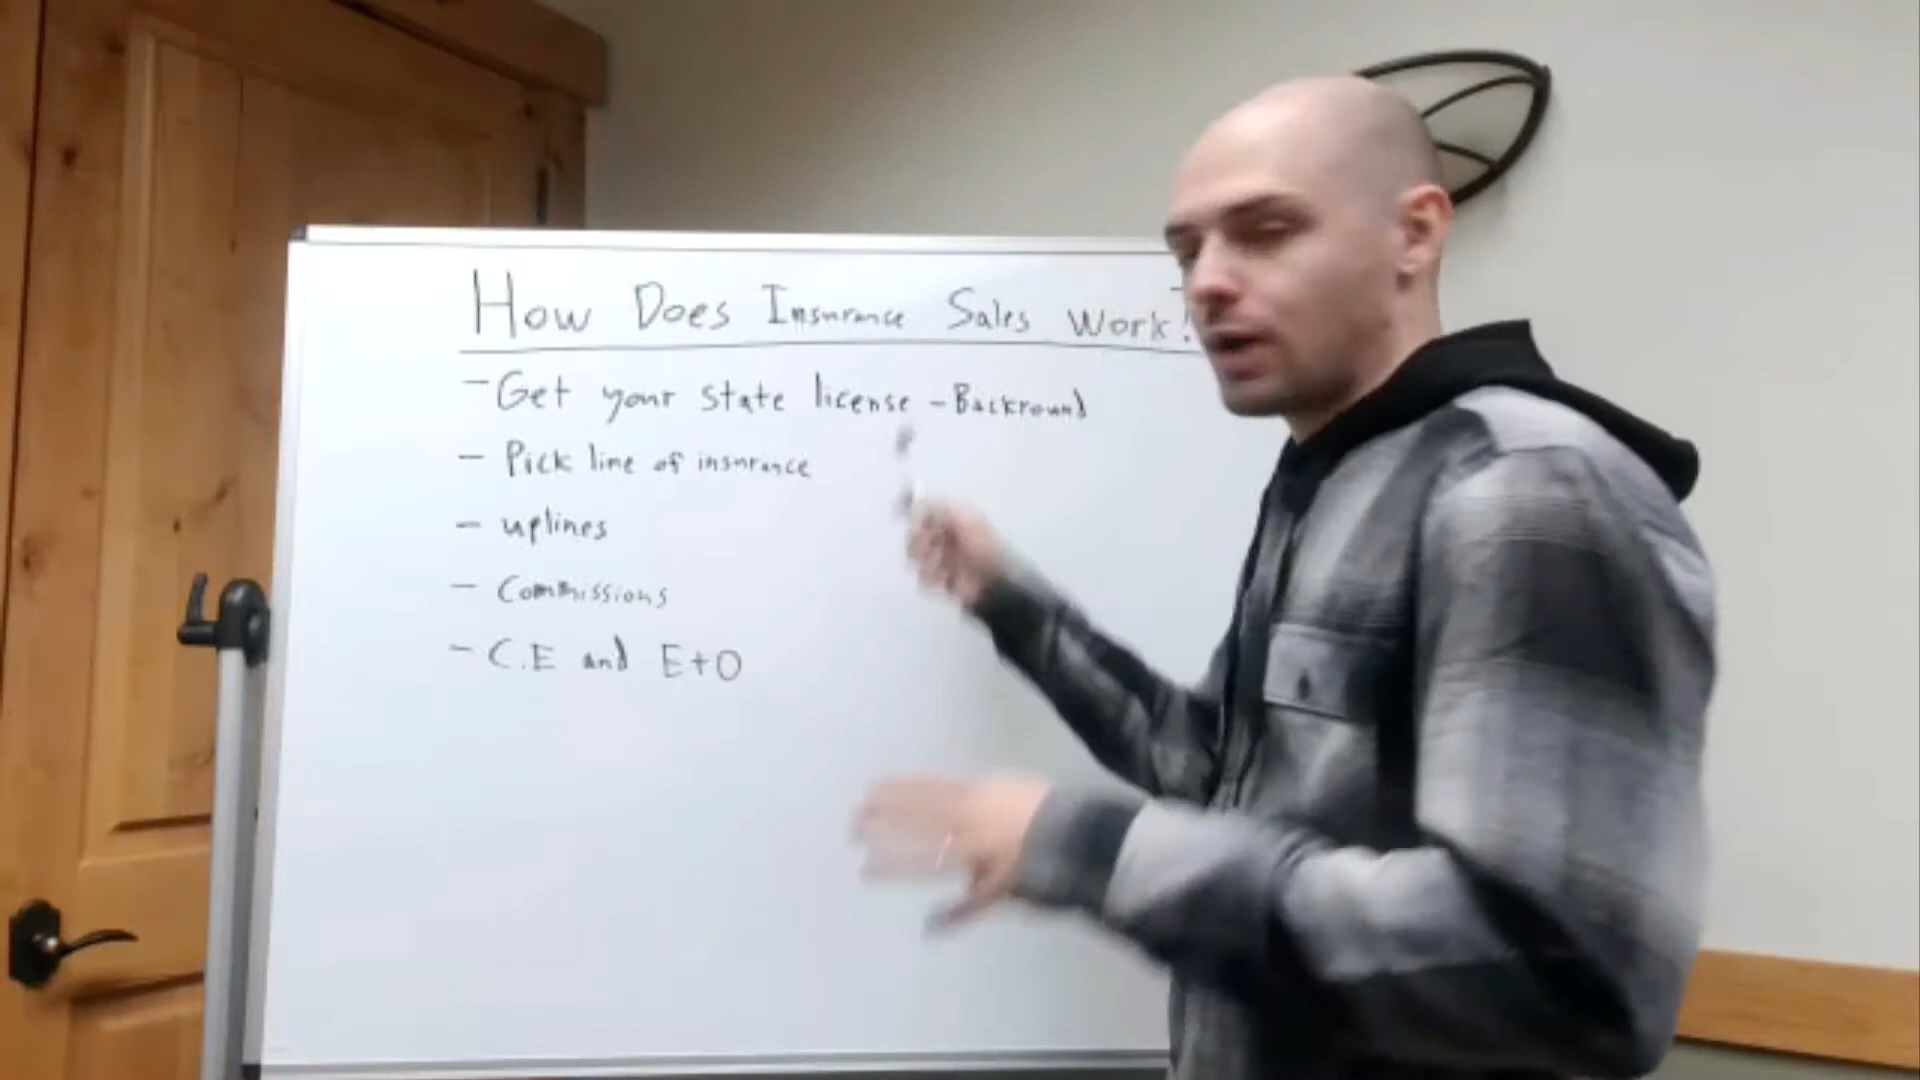 How Does Insurance Sales Work?
- Get your state license - Backround
- Pick line of insurance
- uplines
- Commissions
- C.E and E+O